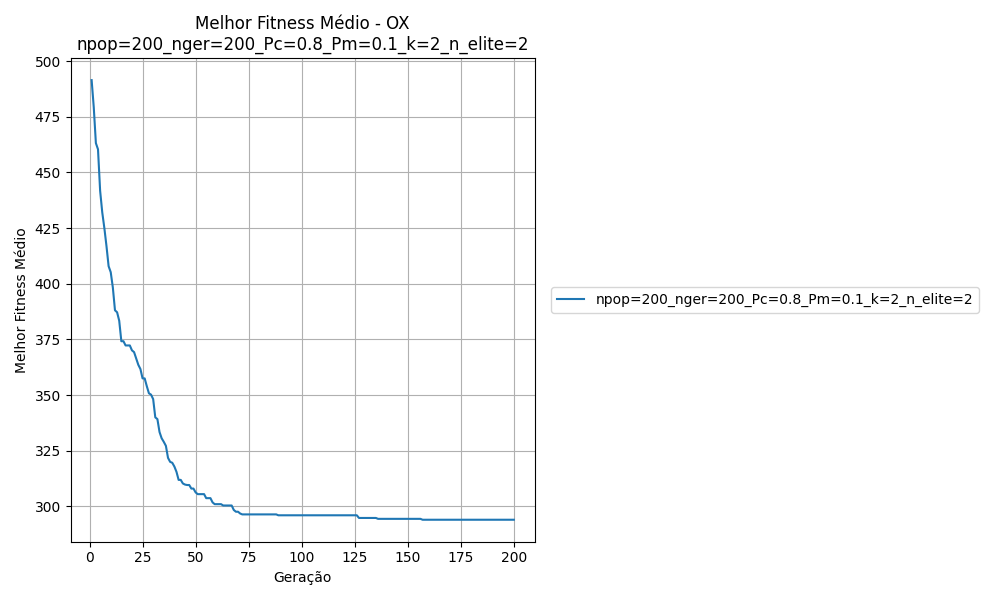 Melhor Fitness Médio - OX
npop=200_nger=200_Pc=0.8_Pm=0.1_k=2_n_elite=2
500
475
450
425
400
375
350
325
300
Melhor Fitness Médio
0 25 50 75 100 125 150 175 200
Geração
npop=200_nger=200_Pc=0.8_Pm=0.1_k=2_n_elite=2